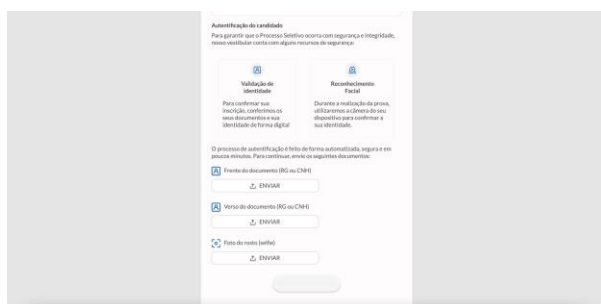 Autentificação do candidato
Para garantir que o Processo Seletivo ocorra com segurança e integridade,
nosso vestibular conta com alguns recursos de segurança:
Validação de
identidade
Para confirmar sua
inscrição, conferimos os
seus documentos e sua
identidade de forma digital
Reconhecimento
Facial
Durante a realização da prova,
utilizaremos a câmera do seu
dispositivo para confirmar a
sua identidade.
O processo de autentificação é feito de forma automatizada, segura e em
poucos minutos. Para continuar, envie os seguintes documentos:
Frente do documento (RG ou CNH)
ENVIAR
Verso do documento (RG ou CNH)
ENVIAR
Foto do rosto (selfie)
ENVIAR